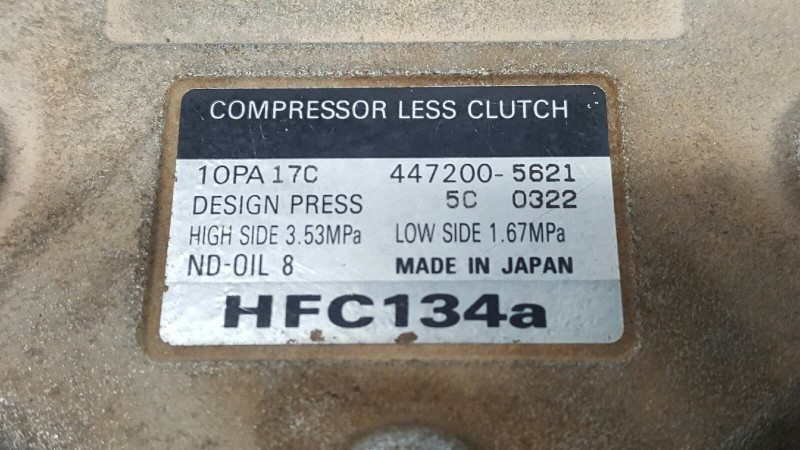 COMPRESSOR LESS CLUTCH
10PA17C 447200-5621
DESIGN PRESS 5C 0322
HIGH SIDE 3.53MPa LOW SIDE 1.67MPa
ND-OIL 8 MADE IN JAPAN
HFC134a